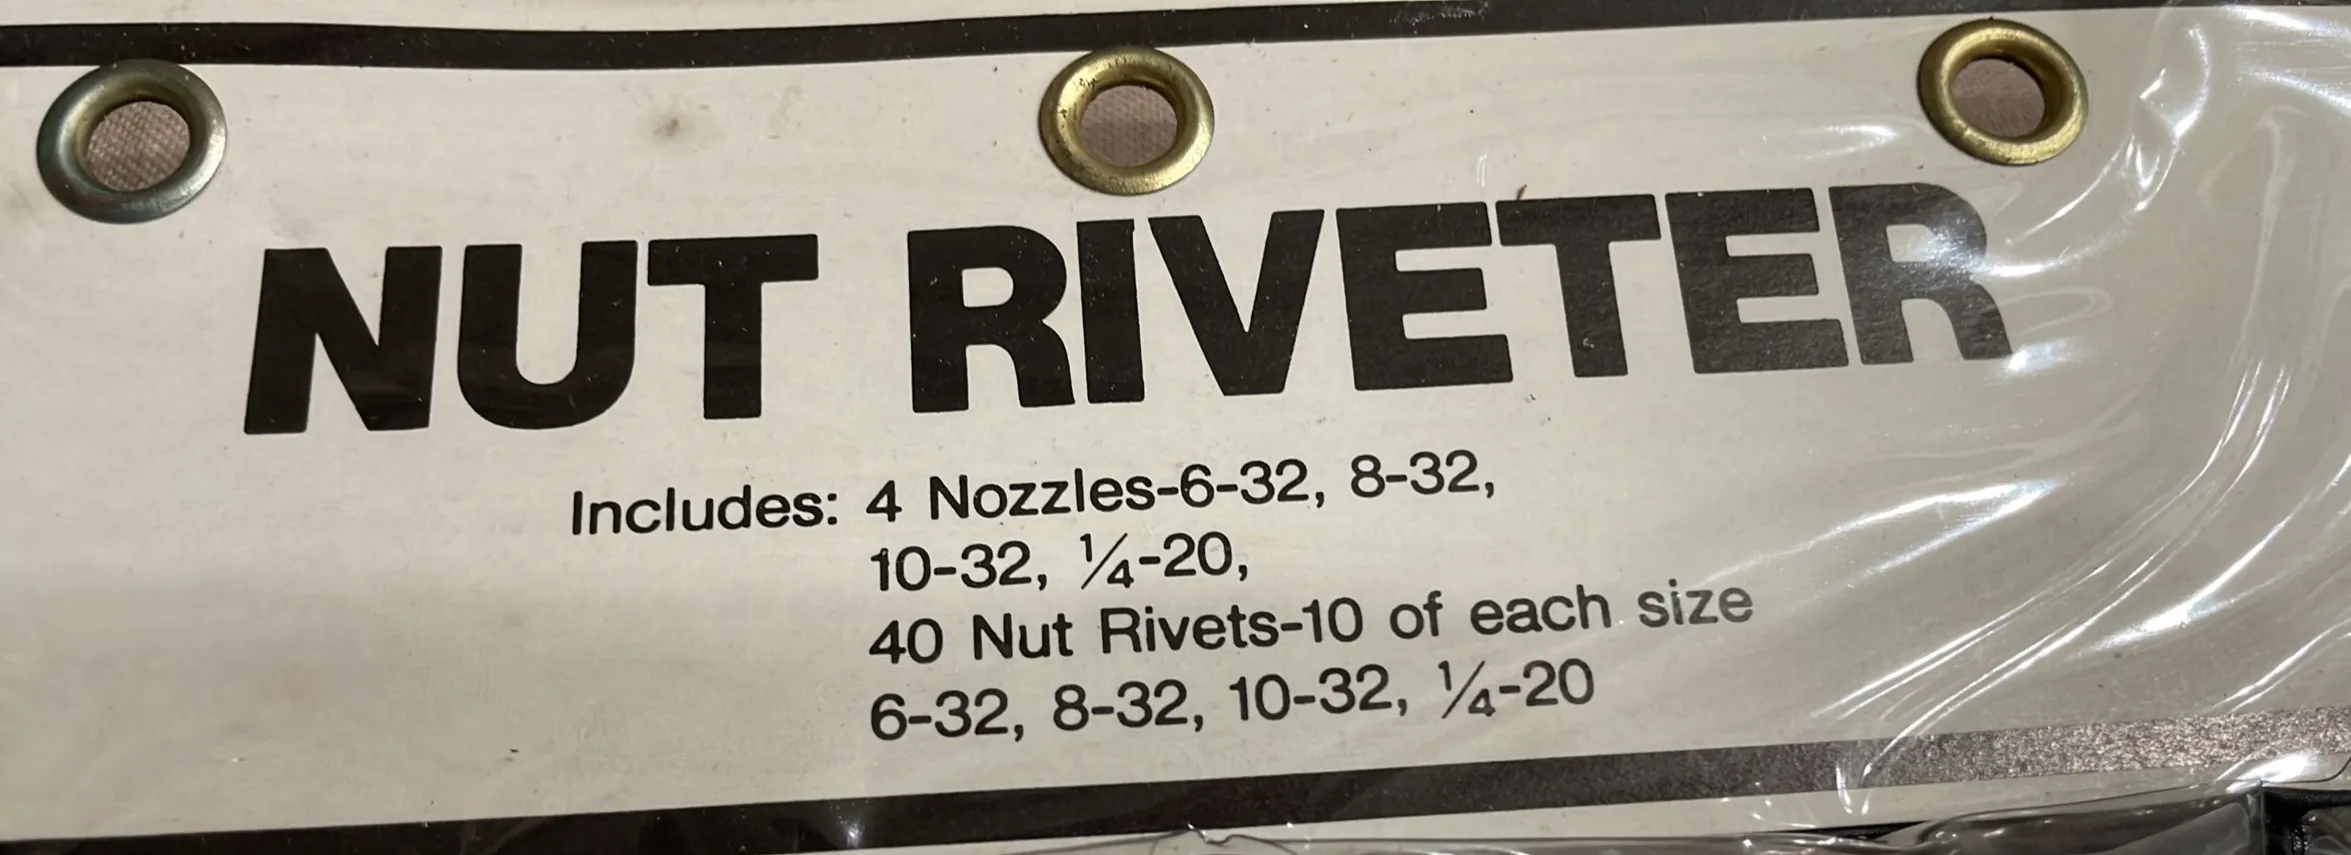 NUT RIVETER
Includes: 4 Nozzles-6-32, 8-32,
10-32, ¼-20,
40 Nut Rivets-10 of each size
6-32, 8-32, 10-32, ¼-20